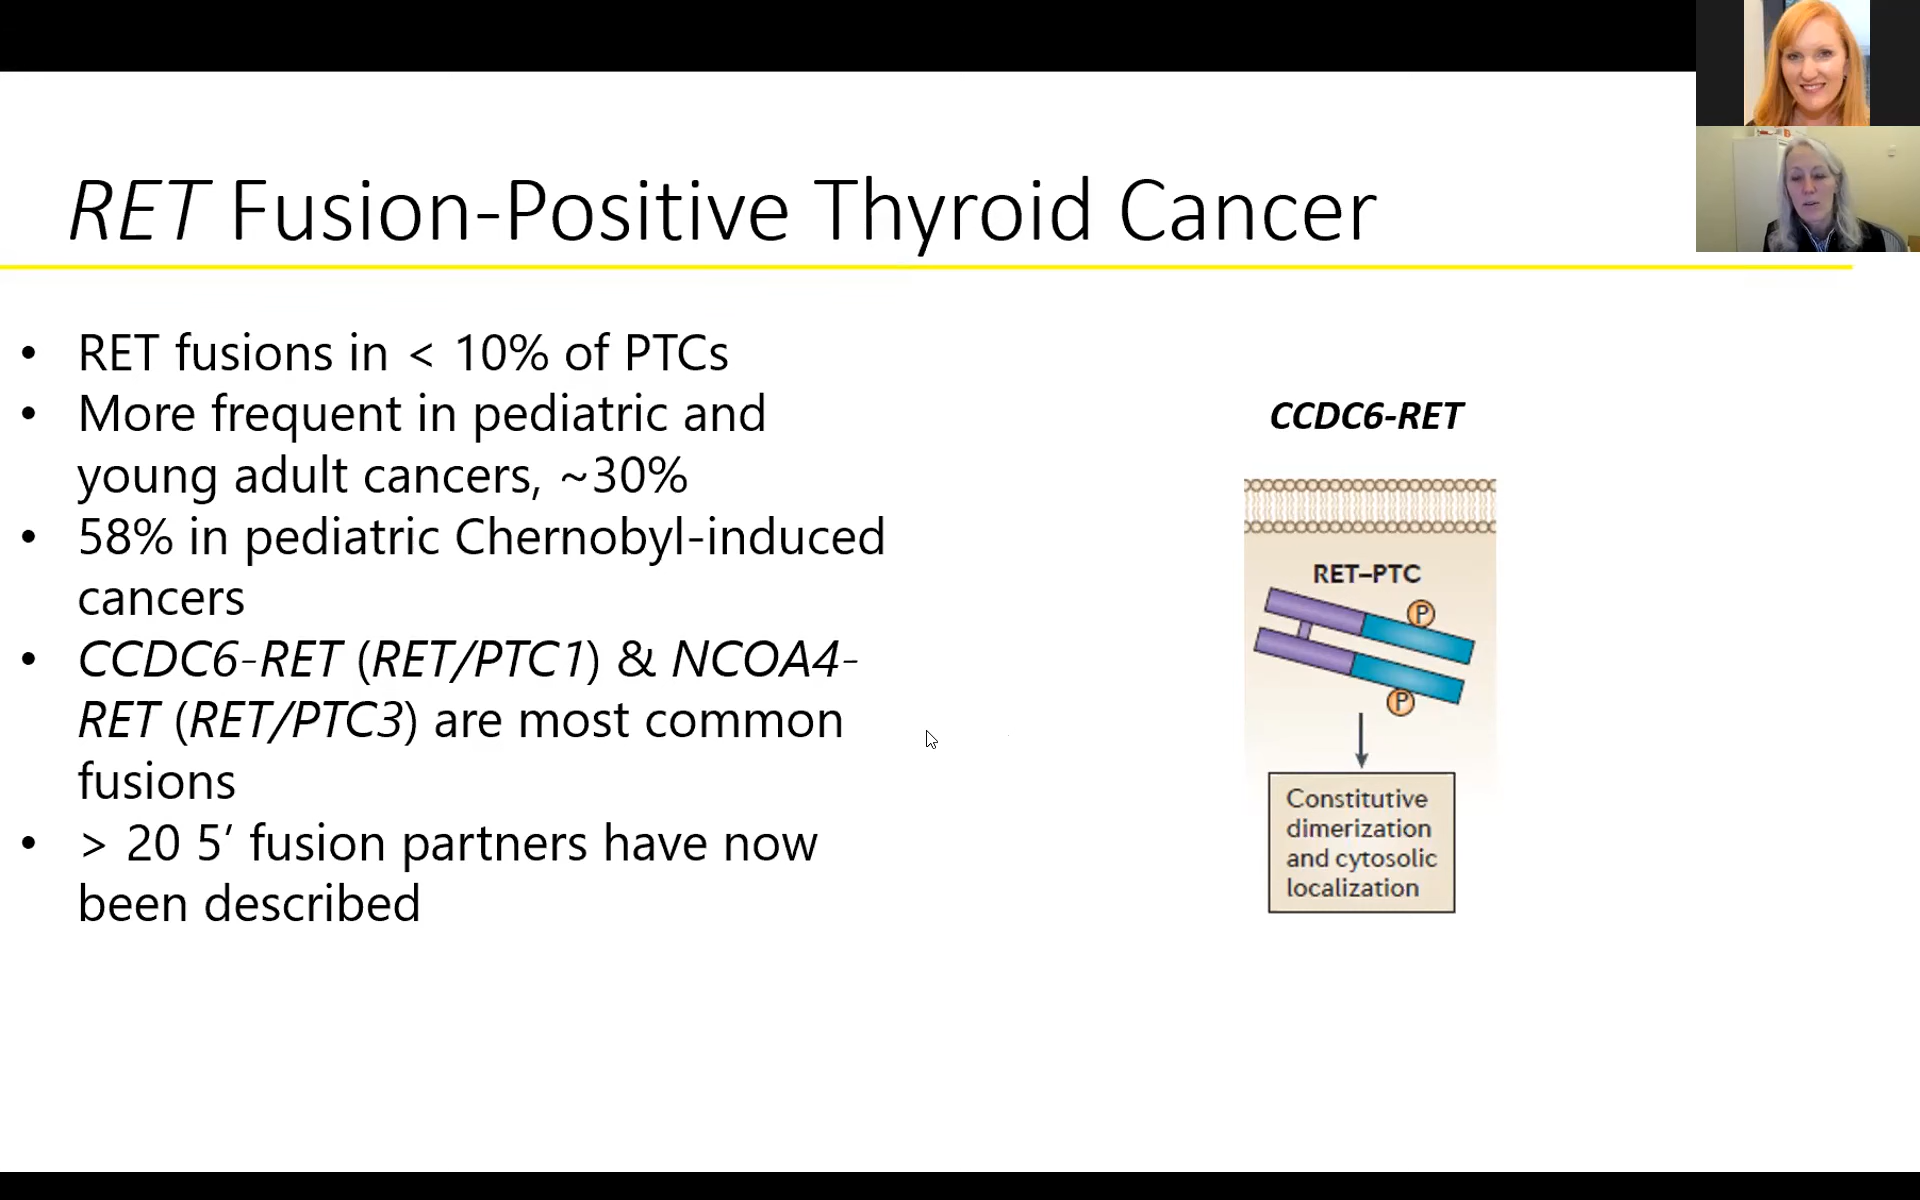 RET Fusion-Positive Thyroid Cancer
• RET fusions in < 10% of PTCs
• More frequent in pediatric and
young adult cancers, ~30%
• 58% in pediatric Chernobyl-induced
cancers
• CCDC6-RET (RET/PTC1) & NCOA4-
RET (RET/PTC3) are most common
fusions
• > 20 5′ fusion partners have now
been described
CCDC6-RET
RET–PTC
P
P
Constitutive
dimerization
and cytosolic
localization